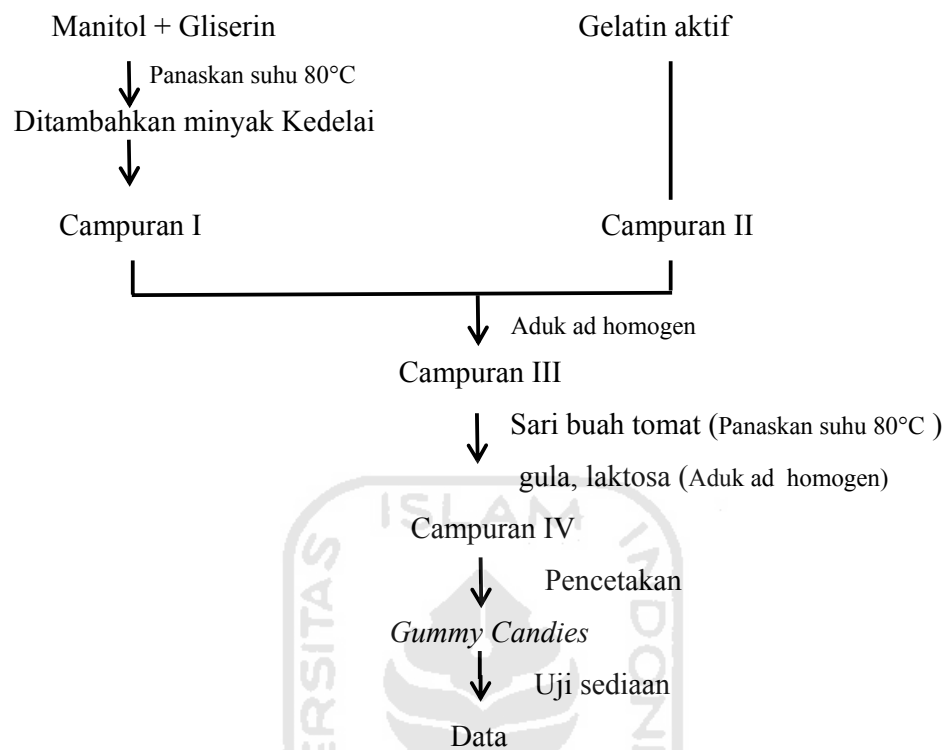 Manitol + Gliserin
Gelatin aktif
Panaskan suhu 80°C
Ditambahkan minyak Kedelai
Campuran I
Campuran II
Aduk ad homogen
Campuran III
Sari buah tomat (Panaskan suhu 80°C )
gula, laktosa (Aduk ad homogen)
Campuran IV
Pencetakan
Gummy Candies
Uji sediaan
Data
ISLAM